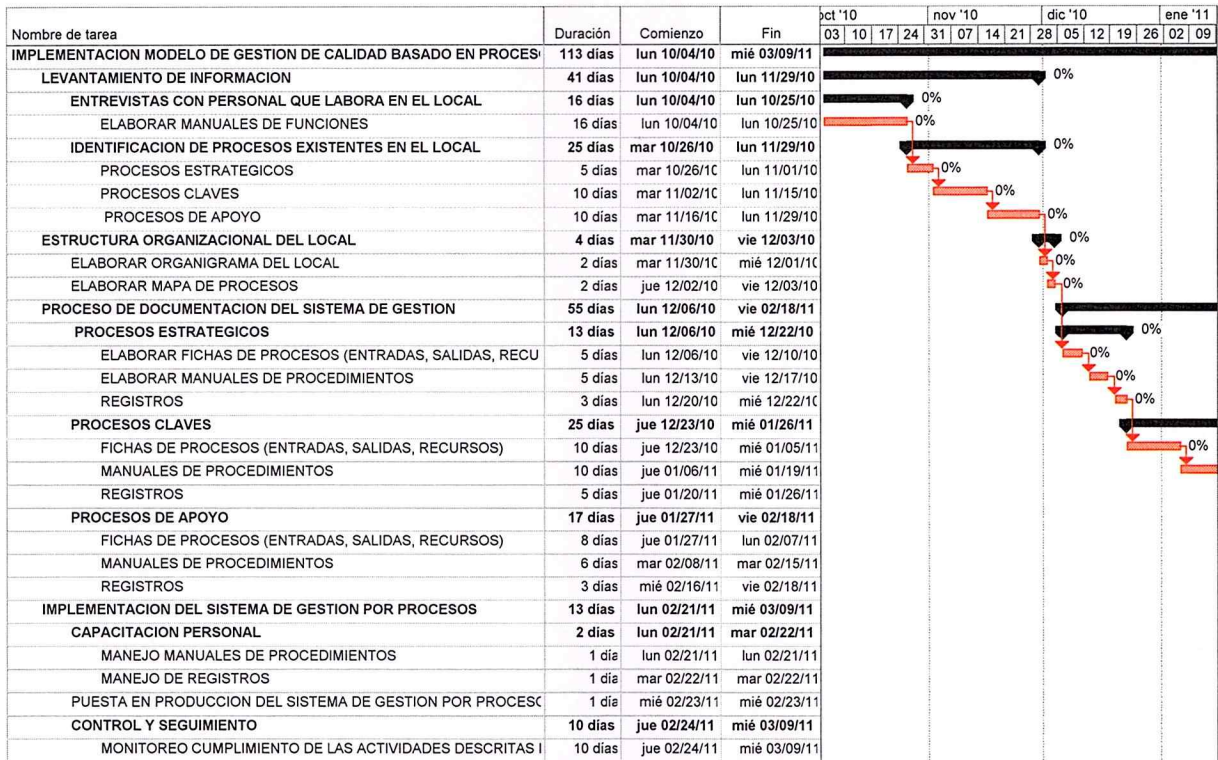 oct '10 nov '10 dic '10 ene '11
Nombre de tarea Duración Comienzo Fin 03 10 17 24 31 07 14 21 28 05 12 19 26 02 09
IMPLEMENTACION MODELO DE GESTION DE CALIDAD BASADO EN PROCES 113 días lun 10/04/10 mié 03/09/11
LEVANTAMIENTO DE INFORMACION 41 días lun 10/04/10 lun 11/29/10 0%
ENTREVISTAS CON PERSONAL QUE LABORA EN EL LOCAL 16 días lun 10/04/10 lun 10/25/10 0%
ELABORAR MANUALES DE FUNCIONES 16 días lun 10/04/10 lun 10/25/10 0%
IDENTIFICACION DE PROCESOS EXISTENTES EN EL LOCAL 25 días mar 10/26/10 lun 11/29/10 0%
PROCESOS ESTRATEGICOS 5 días mar 10/26/10 lun 11/01/10 0%
PROCESOS CLAVES 10 días mar 11/02/10 lun 11/15/10 0%
PROCESOS DE APOYO 10 días mar 11/16/10 lun 11/29/10 0%
ESTRUCTURA ORGANIZACIONAL DEL LOCAL 4 días mar 11/30/10 vie 12/03/10 0%
ELABORAR ORGANIGRAMA DEL LOCAL 2 días mar 11/30/10 mié 12/01/10 0%
ELABORAR MAPA DE PROCESOS 2 días jue 12/02/10 vie 12/03/10 0%
PROCESO DE DOCUMENTACION DEL SISTEMA DE GESTION 55 días lun 12/06/10 vie 02/18/11
PROCESOS ESTRATEGICOS 13 días lun 12/06/10 mié 12/22/10 0%
ELABORAR FICHAS DE PROCESOS (ENTRADAS, SALIDAS, RECU 5 días lun 12/06/10 vie 12/10/10 0%
ELABORAR MANUALES DE PROCEDIMIENTOS 5 días lun 12/13/10 vie 12/17/10 0%
REGISTROS 3 días lun 12/20/10 mié 12/22/10 0%
PROCESOS CLAVES 25 días jue 12/23/10 mié 01/26/11
FICHAS DE PROCESOS (ENTRADAS, SALIDAS, RECURSOS) 10 días jue 12/23/10 mié 01/05/11 0%
MANUALES DE PROCEDIMIENTOS 10 días jue 01/06/11 mié 01/19/11
REGISTROS 5 días jue 01/20/11 mié 01/26/11
PROCESOS DE APOYO 17 días jue 01/27/11 vie 02/18/11
FICHAS DE PROCESOS (ENTRADAS, SALIDAS, RECURSOS) 8 días jue 01/27/11 lun 02/07/11
MANUALES DE PROCEDIMIENTOS 6 días mar 02/08/11 mar 02/15/11
REGISTROS 3 días mié 02/16/11 vie 02/18/11
IMPLEMENTACION DEL SISTEMA DE GESTION POR PROCESOS 13 días lun 02/21/11 mié 03/09/11
CAPACITACION PERSONAL 2 días lun 02/21/11 mar 02/22/11
MANEJO MANUALES DE PROCEDIMIENTOS 1 día lun 02/21/11 lun 02/21/11
MANEJO DE REGISTROS 1 día mar 02/22/11 mar 02/22/11
PUESTA EN PRODUCCION DEL SISTEMA DE GESTION POR PROCESO 1 día mié 02/23/11 mié 02/23/11
CONTROL Y SEGUIMIENTO 10 días jue 02/24/11 mié 03/09/11
MONITOREO CUMPLIMIENTO DE LAS ACTIVIDADES DESCRITAS 10 días jue 02/24/11 mié 03/09/11